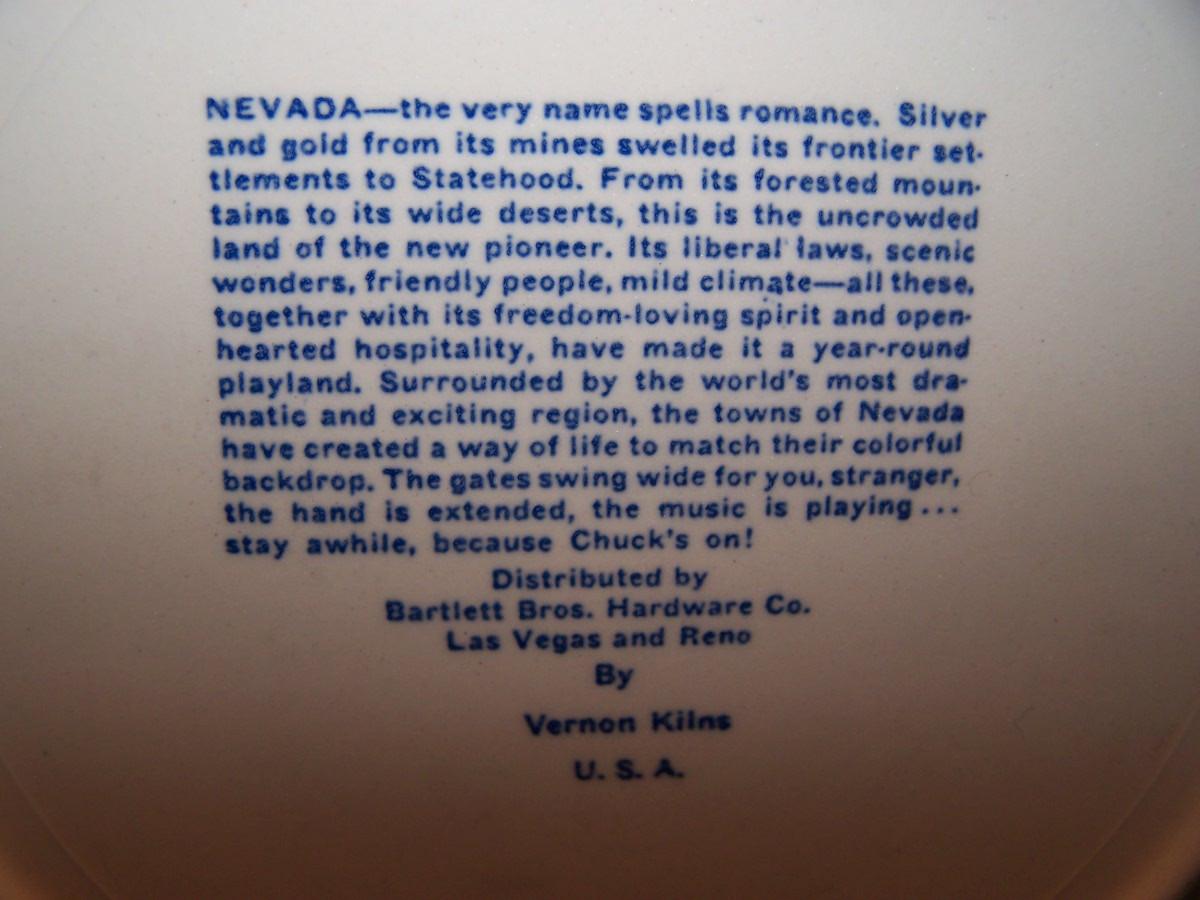 NEVADA—the very name spells romance. Silver
and gold from its mines swelled its frontier set-
tlements to Statehood. From its forested moun-
tains to its wide deserts, this is the uncrowded
land of the new pioneer. Its liberal laws, scenic
wonders, friendly people, mild climate—all these,
together with its freedom-loving spirit and open-
hearted hospitality, have made it a year-round
playland. Surrounded by the world's most dra-
matic and exciting region, the towns of Nevada
have created a way of life to match their colorful
backdrop. The gates swing wide for you, stranger,
the hand is extended, the music is playing...
stay awhile, because Chuck's on!
Distributed by
Bartlett Bros. Hardware Co.
Las Vegas and Reno
By
Vernon Kilns
U. S. A.